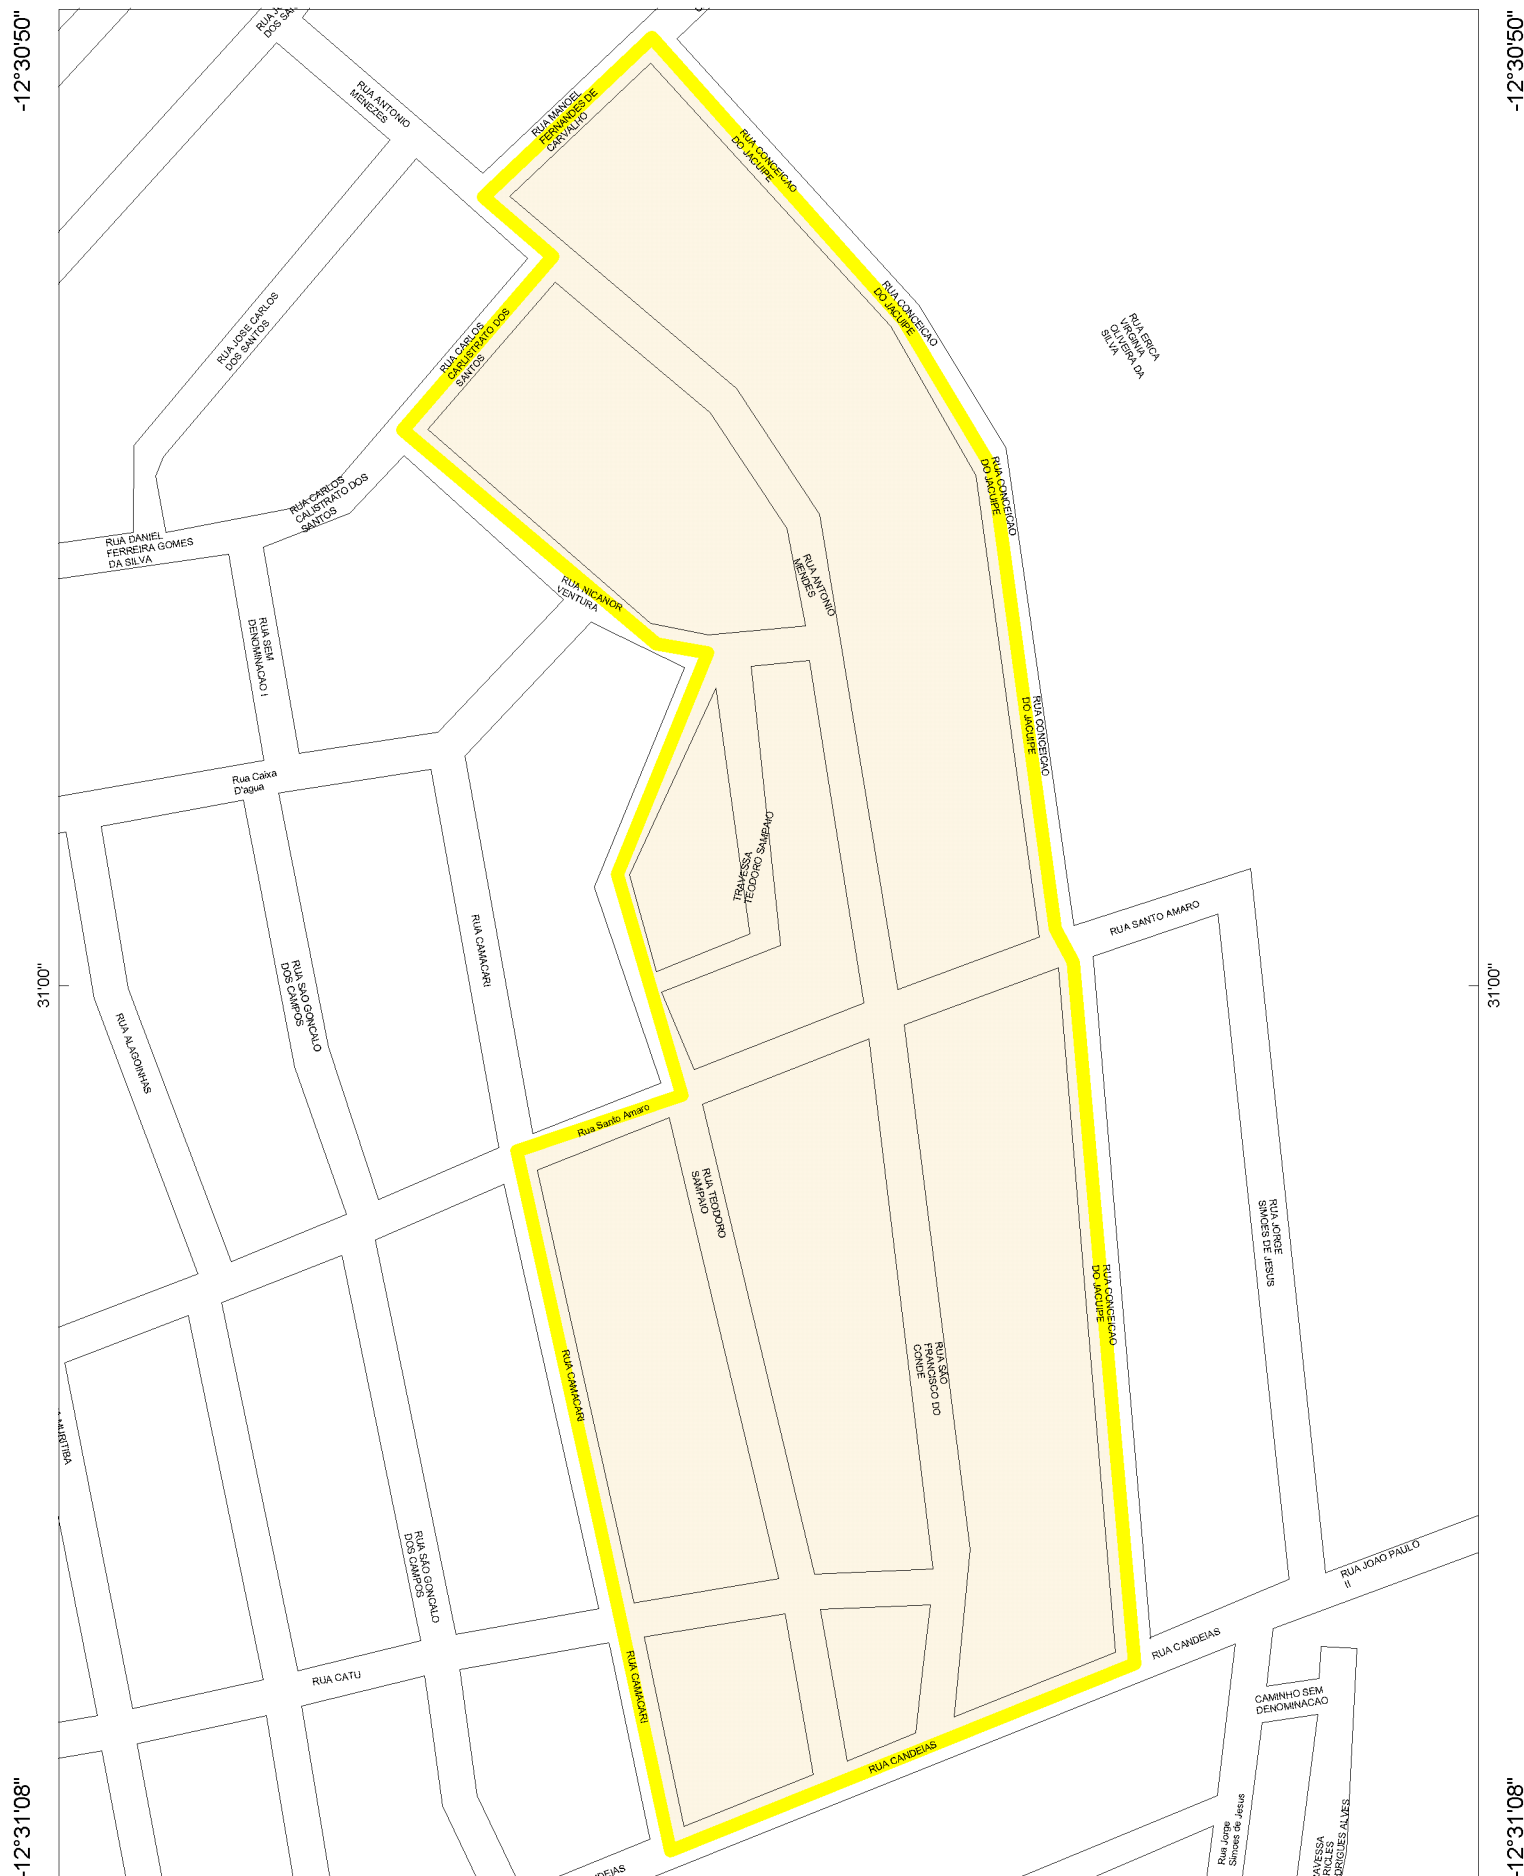 -12°30'50"
-12°30'50"
RUA ANTONIO
MENEZES
RUA MANOEL
FERNANDES DE
CARVALHO
RUA CONCEICAO
DO JACUIPE
RUA JOSE CARLOS
DOS SANTOS
RUA CARLOS
CARLISTRATO DOS
SANTOS
RUA CONCEICAO
DO JACUIPE
RUA ERICA
VIRGINIA
OLIVEIRA DA
SILVA
RUA CARLOS
CALISTRATO DOS
SANTOS
RUA CONCEICAO
DO JACUIPE
RUA DANIEL
FERREIRA GOMES
DA SILVA
RUA NICANOR
VENTURA
RUA ANTONIO
MENDES
RUA SEM
DENOMINACAO I
RUA CONCEICAO
DO JACUIPE
Rua Caixa
D'agua
TRAVESSA
TEODORO SAMPAIO
RUA CAMACARI
RUA SANTO AMARO
RUA SAO GONCALO
DOS CAMPOS
31'00"
31'00"
RUA ALAGOINHAS
Rua Santo Amaro
RUA TEODORO
SAMPAIO
RUA JORGE
SIMOES DE JESUS
RUA CONCEICAO
DO JACUIPE
RUA SÃO
FRANCISCO DO
CONDE
RUA CAMACARI
MURITIBA
RUA SÃO GONCALO
DOS CAMPOS
RUA JOAO PAULO
II
RUA CANDEIAS
RUA CATU
RUA CAMACARI
CAMINHO SEM
DENOMINACAO
RUA CANDEIAS
-12°31'08"
-12°31'08"
Rua Jorge
Simoes de Jesus
AVESSA
RICLES
DRIGUES ALVES
DEIAS